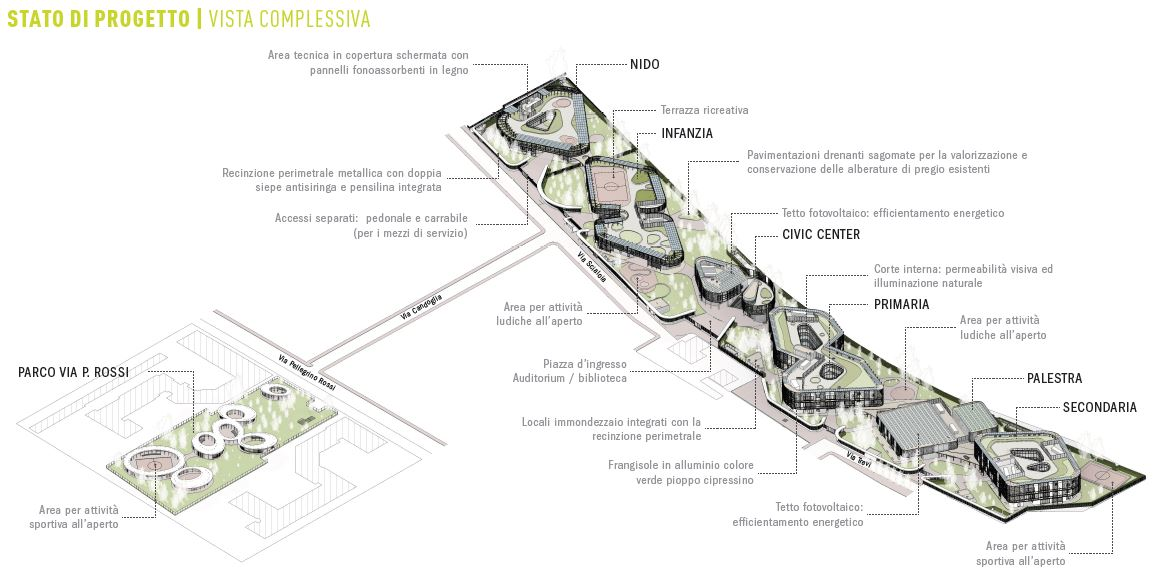 STATO DI PROGETTO | VISTA COMPLESSIVA
Area tecnica in copertura schermata con
pannelli fonoassorbenti in legno
NIDO
Terrazza ricreativa
INFANZIA
Pavimentazioni drenanti sagomate per la valorizzazione e
conservazione delle alberature di pregio esistenti
Recinzione perimetrale metallica con doppia
siepe antisiringa e pensilina integrata
Accessi separati: pedonale e carrabile
(per i mezzi di servizio)
Tetto fotovoltaico: efficientamento energetico
CIVIC CENTER
Via Scialoia
Corte interna: permeabilità visiva ed
illuminazione naturale
PRIMARIA
Via Candoglia
Area per attività
ludiche all'aperto
Area per attività
ludiche all'aperto
Via Pellegrino Rossi
PARCO VIA P. ROSSI
Piazza d'ingresso
Auditorium / biblioteca
PALESTRA
SECONDARIA
Locali immondezzaio integrati con la
recinzione perimetrale
Via Trevi
Frangisole in alluminio colore
verde pioppo cipressino
Area per attività
sportiva all'aperto
Tetto fotovoltaico:
efficientamento energetico
Area per attività
sportiva all'aperto